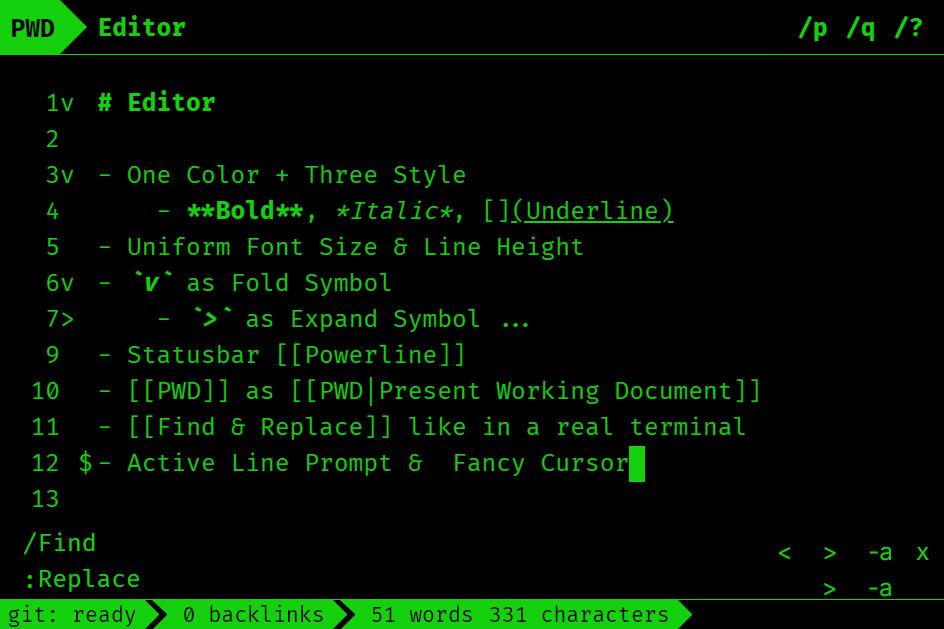 PWD Editor /p /q /?
1v # Editor
2
3v - One Color + Three Style
4 - **Bold**, *Italic*, [](Underline)
5 - Uniform Font Size & Line Height
6v - `v` as Fold Symbol
7> - `>` as Expand Symbol ...
9 - Statusbar [[Powerline]]
10 - [[PWD]] as [[PWD|Present Working Document]]
11 - [[Find & Replace]] like in a real terminal
12 $- Active Line Prompt &  Fancy Cursor
13
/Find < > -a x
:Replace > -a
git: ready 0 backlinks 51 words 331 characters